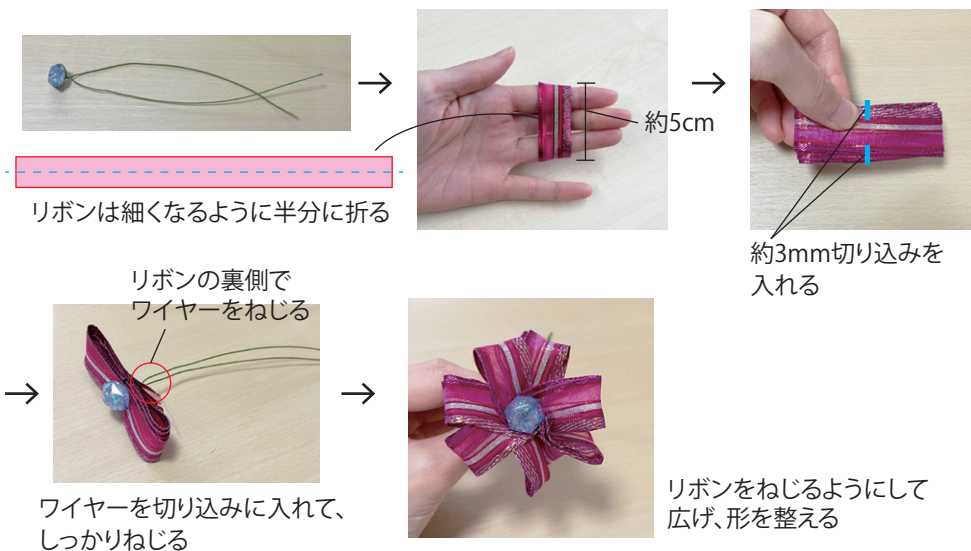 約5cm
リボンは細くなるように半分に折る
約3mm切り込みを
入れる
リボンの裏側で
ワイヤーをねじる
ワイヤーを切り込みに入れて、
しっかりねじる
リボンをねじるようにして
広げ、形を整える